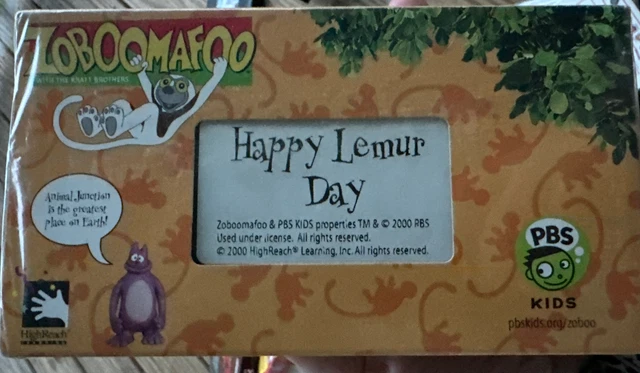 ZOBOOMAFOO
WITH THE KRATT BROTHERS
Happy Lemur
Day
Zoboomafoo & PBS KIDS properties TM & © 2000 PBS
Used under license. All rights reserved.
© 2000 HighReach® Learning, Inc. All rights reserved.
Animal Junction
is the greatest
place on Earth!
HighReach
PBS
KIDS
pbskids.org/zoboo